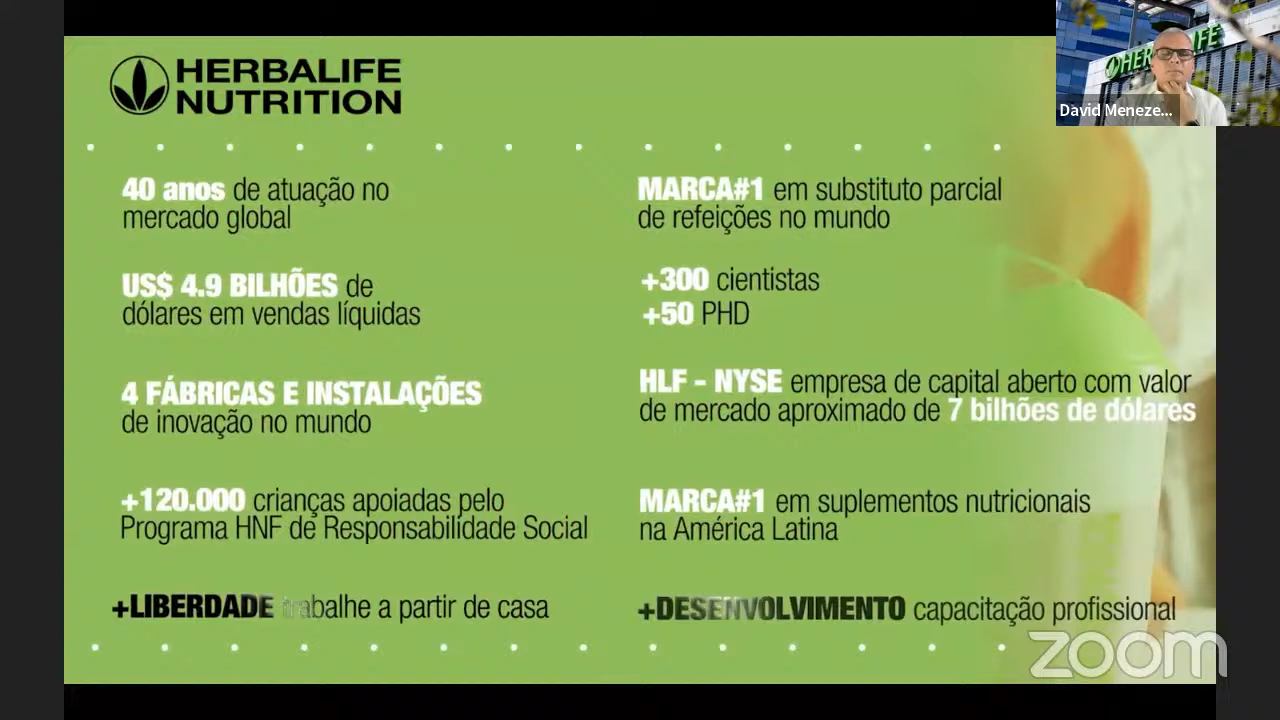 HERBALIFE
NUTRITION
40 anos de atuação no
mercado global
US$ 4.9 BILHÕES de
dólares em vendas líquidas
4 FÁBRICAS E INSTALAÇÕES
de inovação no mundo
+120.000 crianças apoiadas pelo
Programa HNF de Responsabilidade Social
+LIBERDADE trabalhe a partir de casa
MARCA#1 em substituto parcial
de refeições no mundo
+300 cientistas
+50 PHD
HLF - NYSE empresa de capital aberto com valor
de mercado aproximado de 7 bilhões de dólares
MARCA#1 em suplementos nutricionais
na América Latina
+DESENVOLVIMENTO capacitação profissional
David Meneze...
zoom